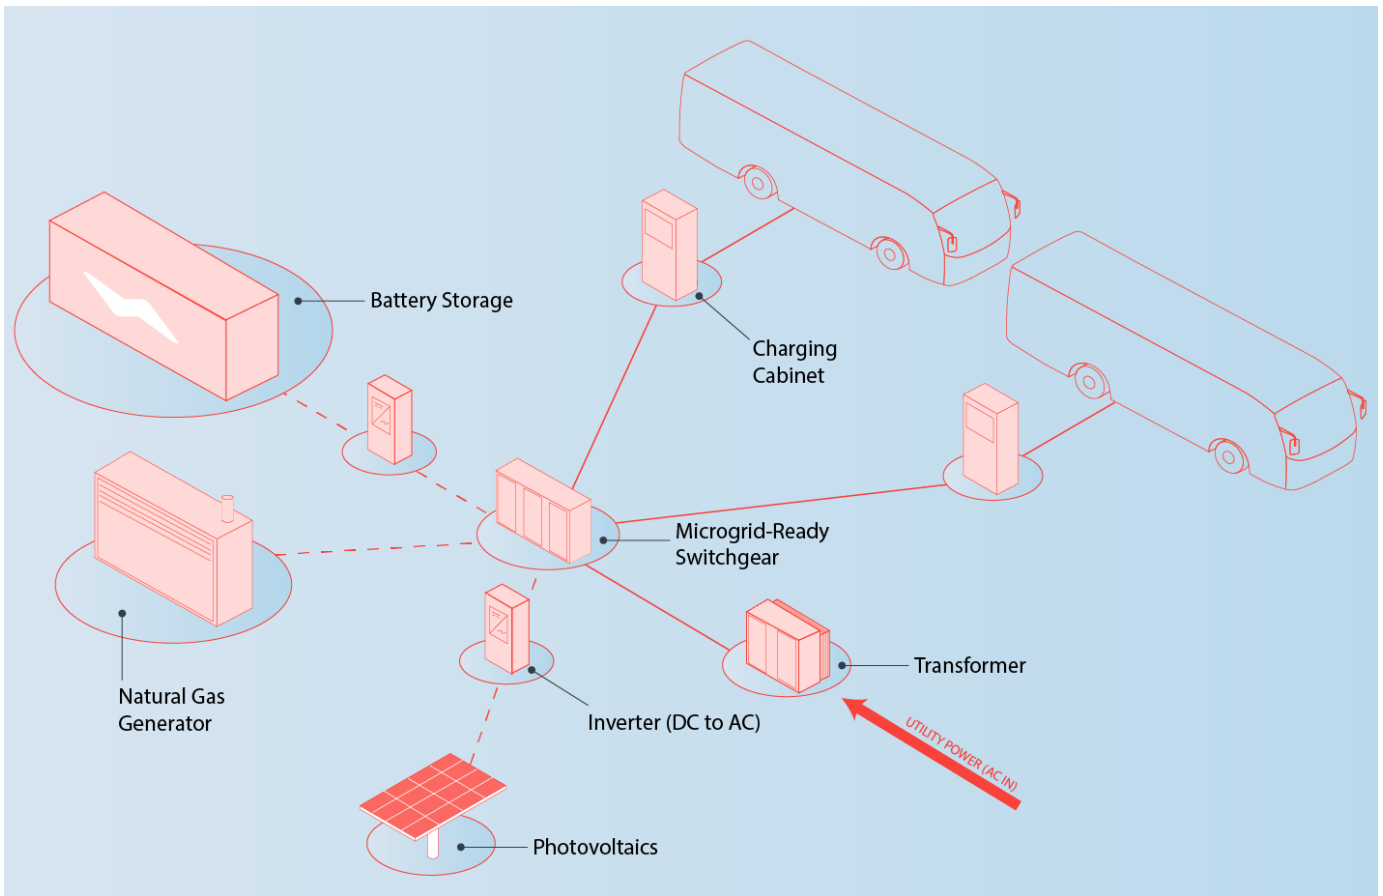 Battery Storage
Charging
Cabinet
Microgrid-Ready
Switchgear
Natural Gas
Generator
Inverter (DC to AC)
Transformer
UTILITY POWER (AC IN)
Photovoltaics